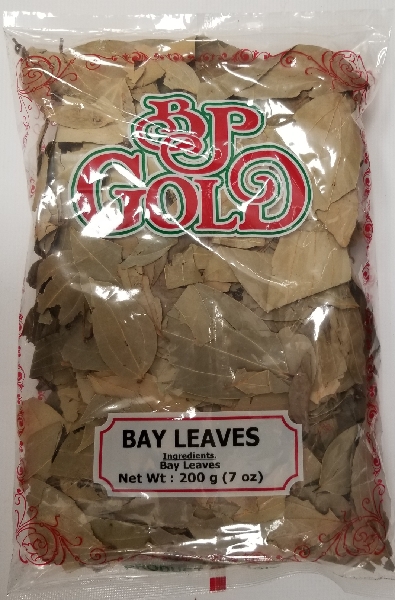 BP
GOLD
BAY LEAVES
Ingredients.
Bay Leaves
Net Wt : 200 g (7 oz)